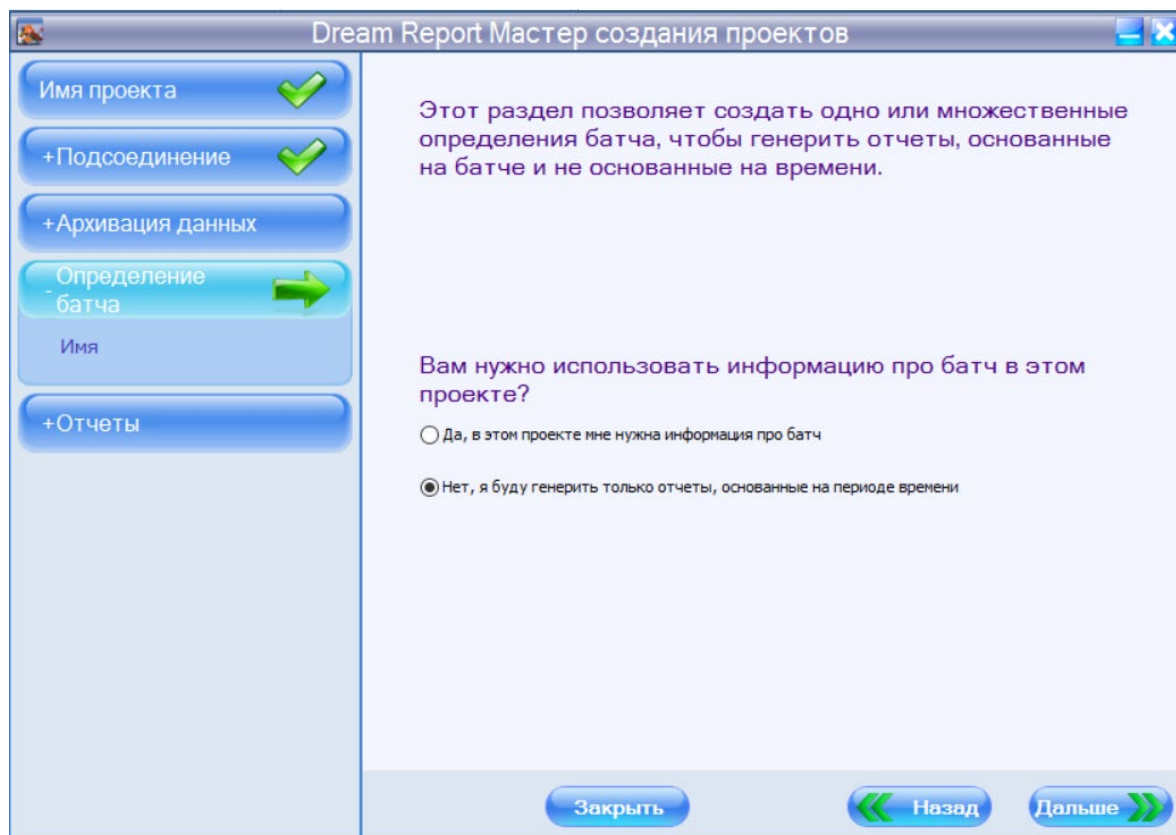 Dream Report Мастер создания проектов
Имя проекта
+Подсоединение
+Архивация данных
- Определение
батча
Имя
+Отчеты
Этот раздел позволяет создать одно или множественные
определения батча, чтобы генерить отчеты, основанные
на батче и не основанные на времени.
Вам нужно использовать информацию про батч в этом
проекте?
Да, в этом проекте мне нужна информация про батч
Нет, я буду генерить только отчеты, основанные на периоде времени
Закрыть
Назад
Дальше